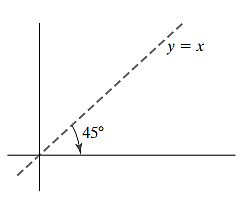 y = x
45°